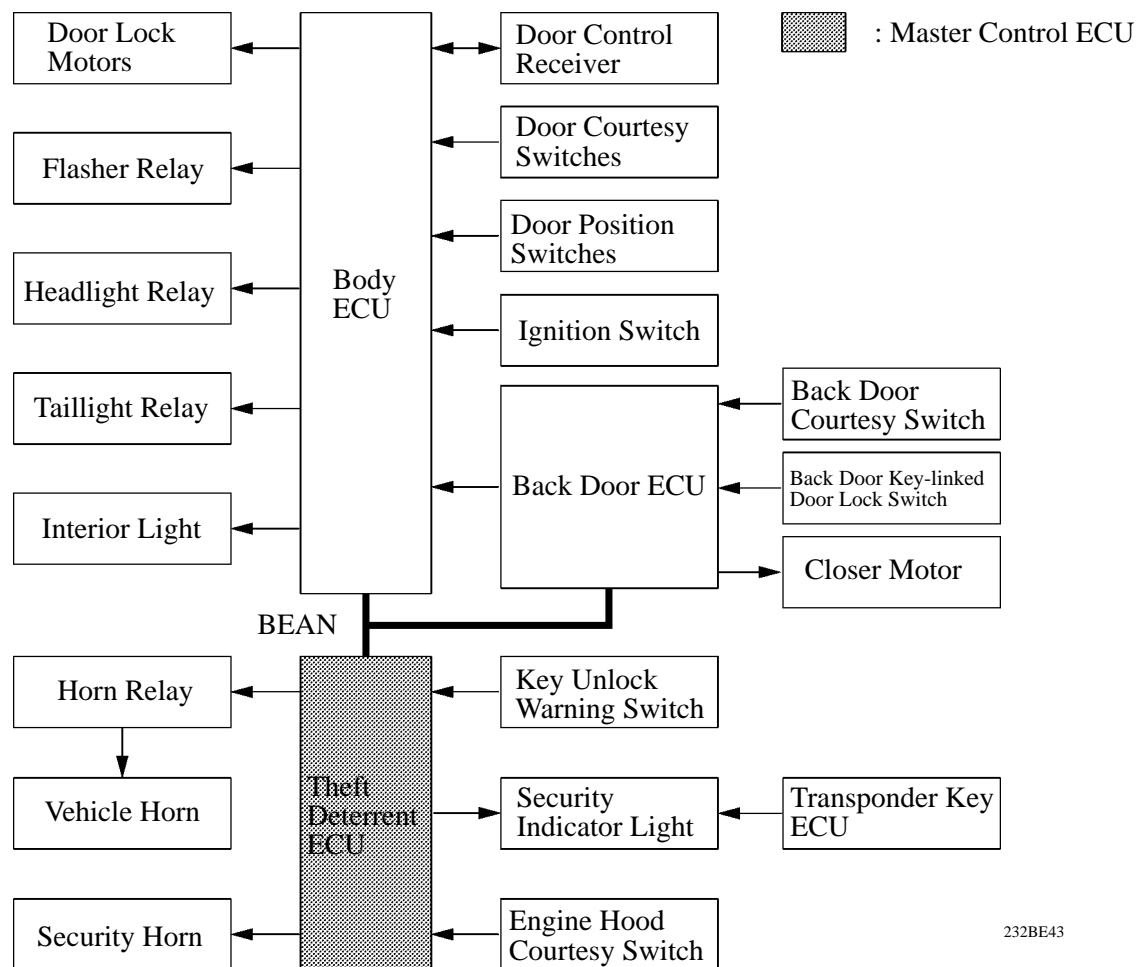 Door Lock
Motors
Door Control
Receiver
: Master Control ECU
Door Courtesy
Switches
Flasher Relay
Door Position
Switches
Body
ECU
Headlight Relay
Ignition Switch
Taillight Relay
Back Door
Courtesy Switch
Back Door ECU
Back Door Key-linked
Door Lock Switch
Interior Light
Closer Motor
BEAN
Horn Relay
Key Unlock
Warning Switch
Vehicle Horn
Theft
Deterrent
ECU
Security
Indicator Light
Transponder Key
ECU
Security Horn
Engine Hood
Courtesy Switch
232BE43